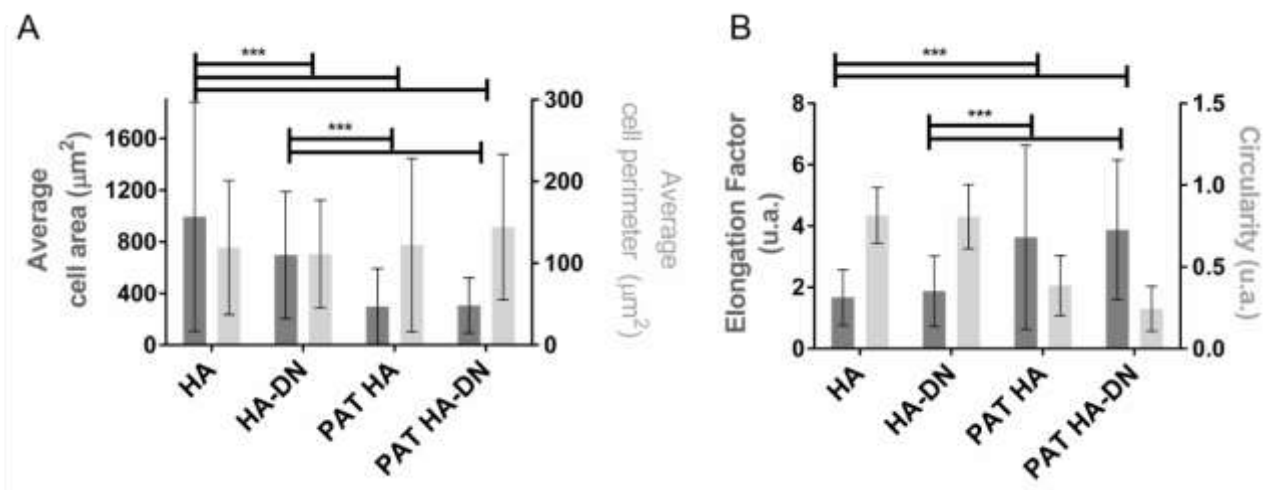 A
***
***
Average
cell area (μm²)
1600
1200
800
400
0
300
200
100
0
Average
cell perimeter (μm²)
HA
HA-DN
PAT HA
PAT HA-DN
B
***
***
Elongation Factor
(u.a.)
8
6
4
2
0
1.5
1.0
0.5
0.0
Circularity (u.a.)
HA
HA-DN
PAT HA
PAT HA-DN